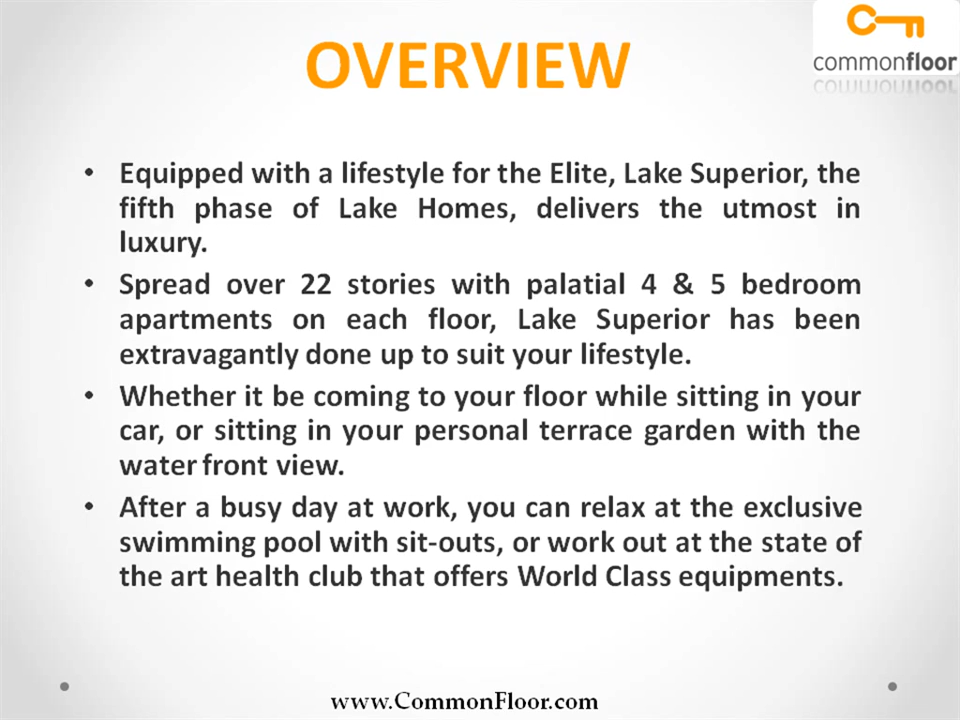 OVERVIEW
commonfloor
• Equipped with a lifestyle for the Elite, Lake Superior, the
fifth phase of Lake Homes, delivers the utmost in
luxury.
• Spread over 22 stories with palatial 4 & 5 bedroom
apartments on each floor, Lake Superior has been
extravagantly done up to suit your lifestyle.
• Whether it be coming to your floor while sitting in your
car, or sitting in your personal terrace garden with the
water front view.
• After a busy day at work, you can relax at the exclusive
swimming pool with sit-outs, or work out at the state of
the art health club that offers World Class equipments.
www.CommonFloor.com